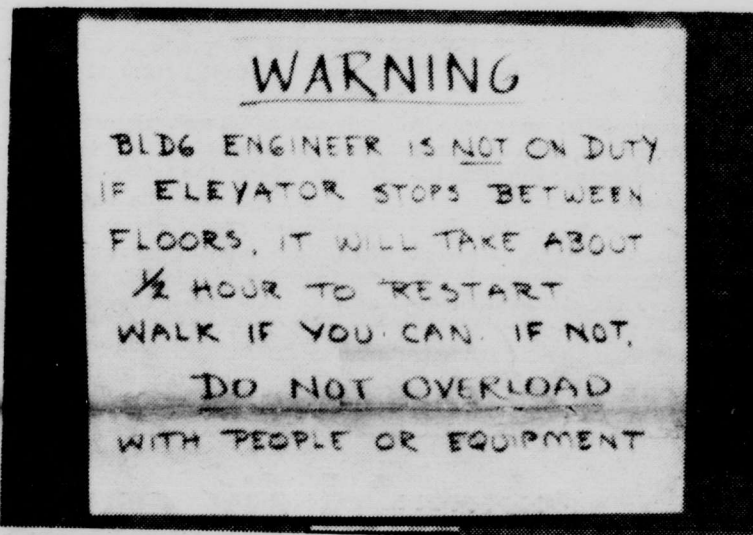 WARNING
BLDG ENGINEER IS NOT ON DUTY
IF ELEVATOR STOPS BETWEEN
FLOORS, IT WILL TAKE ABOUT
1/2 HOUR TO RESTART
WALK IF YOU CAN. IF NOT,
DO NOT OVERLOAD
WITH PEOPLE OR EQUIPMENT